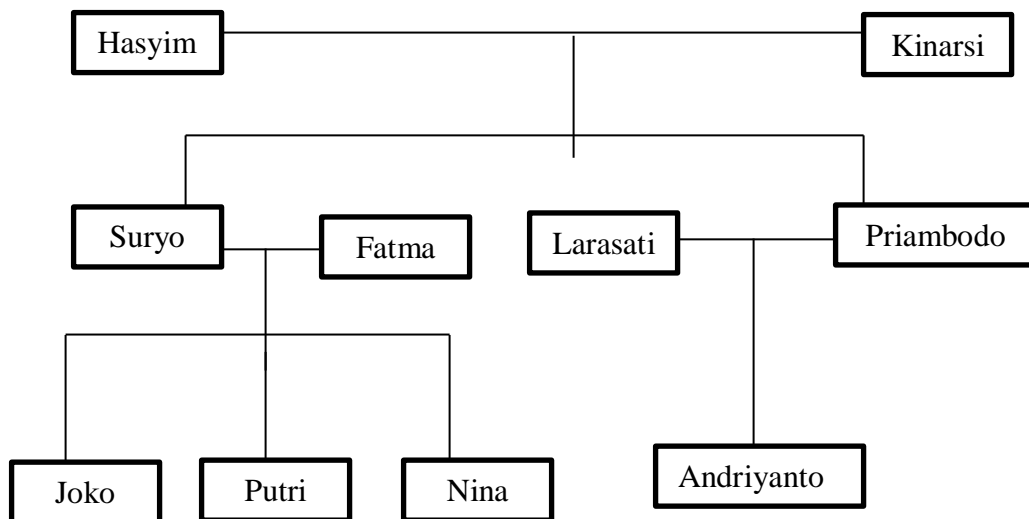 Hasyim
Kinarsi
Suryo
Fatma
Larasati
Priambodo
Joko
Putri
Nina
Andriyanto